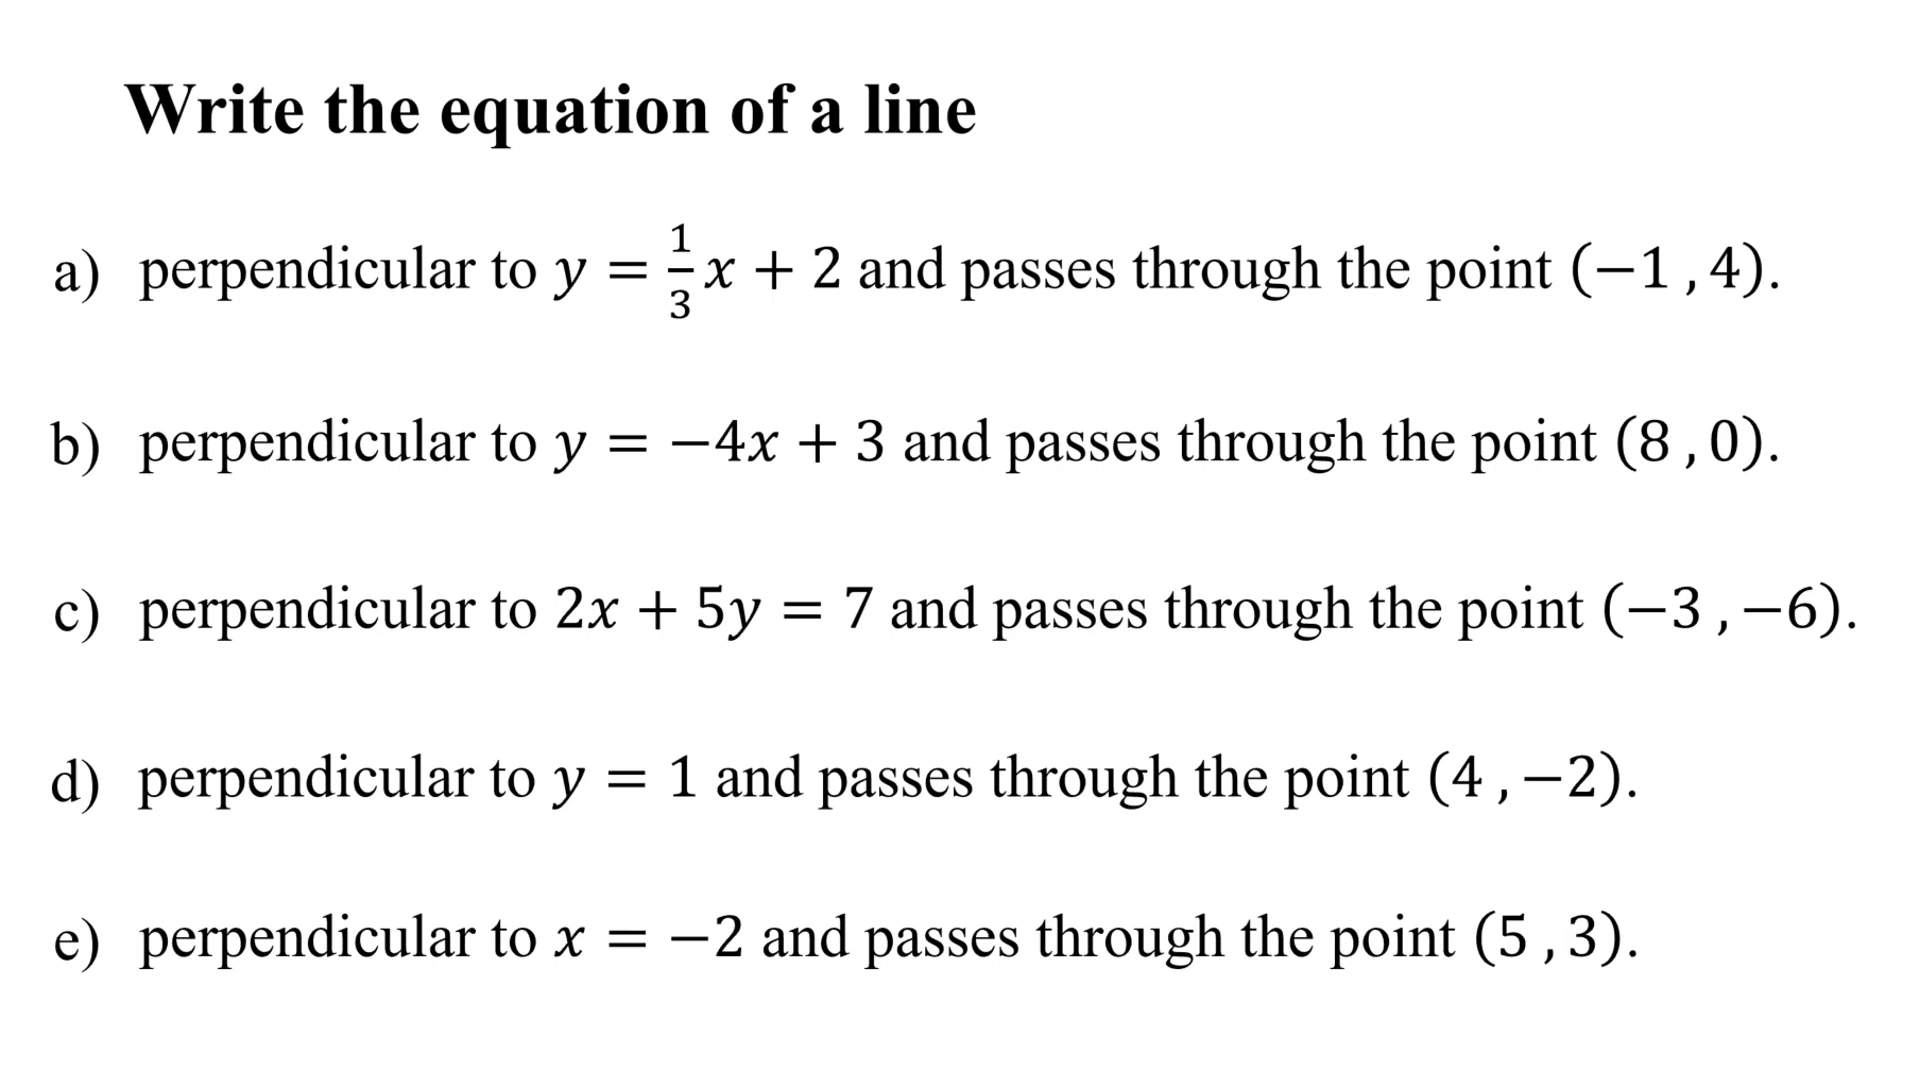 Write the equation of a line
a) perpendicular to y = 1/3 x + 2 and passes through the point (−1 , 4).
b) perpendicular to y = −4x + 3 and passes through the point (8 , 0).
c) perpendicular to 2x + 5y = 7 and passes through the point (−3 , −6).
d) perpendicular to y = 1 and passes through the point (4 , −2).
e) perpendicular to x = −2 and passes through the point (5 , 3).